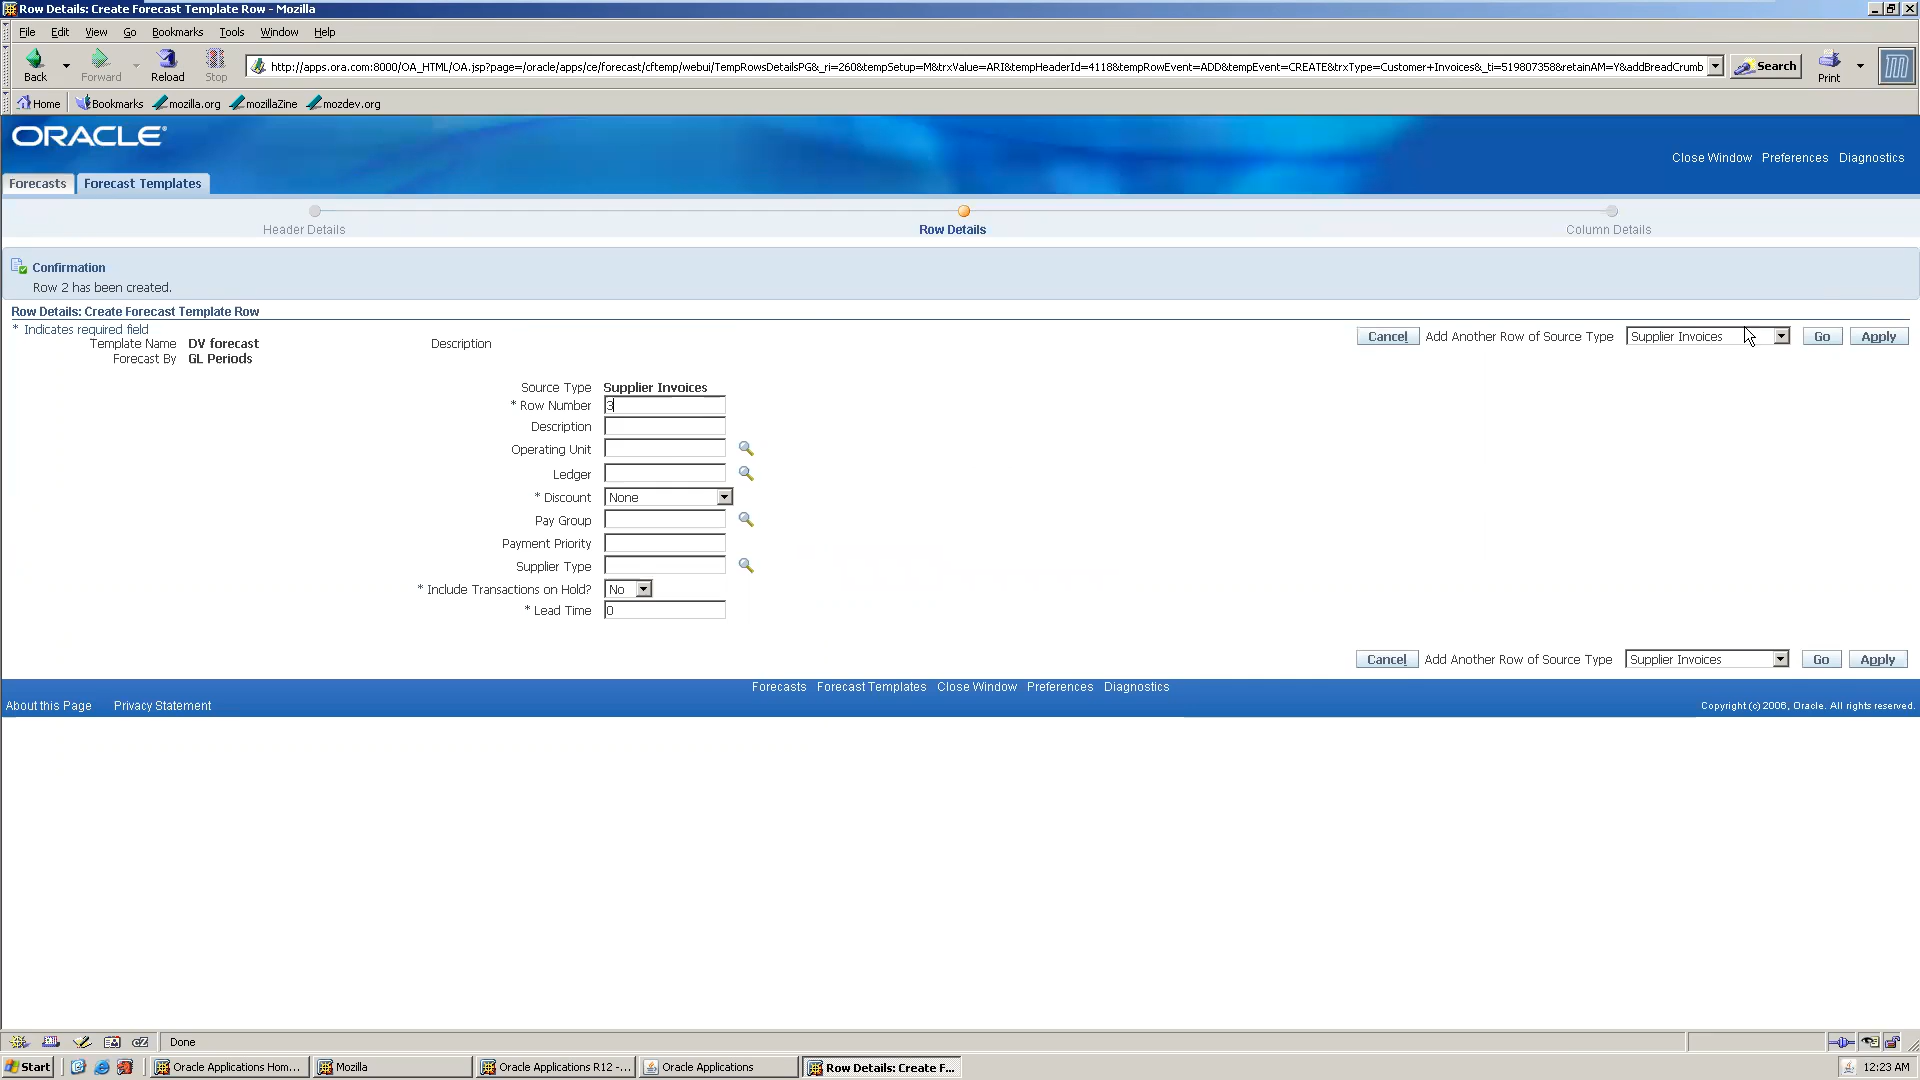 Row Details: Create Forecast Template Row - Mozilla
File Edit View Go Bookmarks Tools Window Help
Back Forward Reload Stop http://apps.ora.com:8000/OA_HTML/OA.jsp?page=/oracle/apps/ce/forecast/cftemp/webui/TempRowsDetailsPG&_ri=260&tempSetup=M&trxValue=ARI&tempHeaderId=4118&tempRowEvent=ADD&tempEvent=CREATE&trxType=Customer+Invoices&_ti=519807358&retainAM=Y&addBreadCrumb Search Print
Home Bookmarks mozilla.org mozillaZine mozdev.org
ORACLE
Close Window Preferences Diagnostics
Forecasts Forecast Templates
Header Details Row Details Column Details
Confirmation
Row 2 has been created.
Row Details: Create Forecast Template Row
* Indicates required field
Cancel Add Another Row of Source Type Supplier Invoices Go Apply
Template Name DV forecast Description
Forecast By GL Periods
Source Type Supplier Invoices
* Row Number 3
Description
Operating Unit
Ledger
* Discount None
Pay Group
Payment Priority
Supplier Type
* Include Transactions on Hold? No
* Lead Time 0
Cancel Add Another Row of Source Type Supplier Invoices Go Apply
Forecasts Forecast Templates Close Window Preferences Diagnostics
About this Page Privacy Statement Copyright (c) 2006, Oracle. All rights reserved.
Done
Start Oracle Applications Hom... Mozilla Oracle Applications R12 -... Oracle Applications Row Details: Create F... 12:23 AM